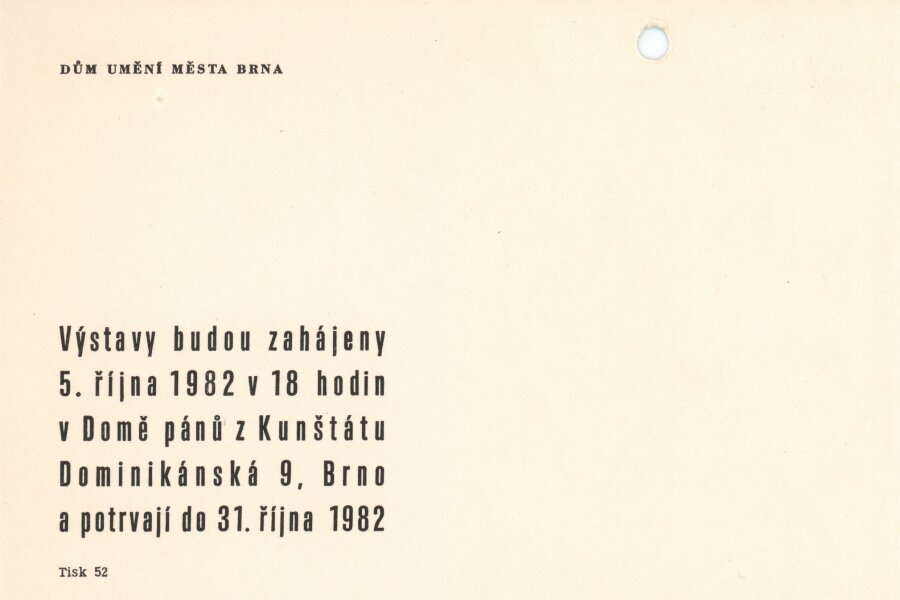 DŮM UMĚNÍ MĚSTA BRNA
Výstavy budou zahájeny
5. října 1982 v 18 hodin
v Domě pánů z Kunštátu
Dominikánská 9, Brno
a potrvají do 31. října 1982
Tisk 52